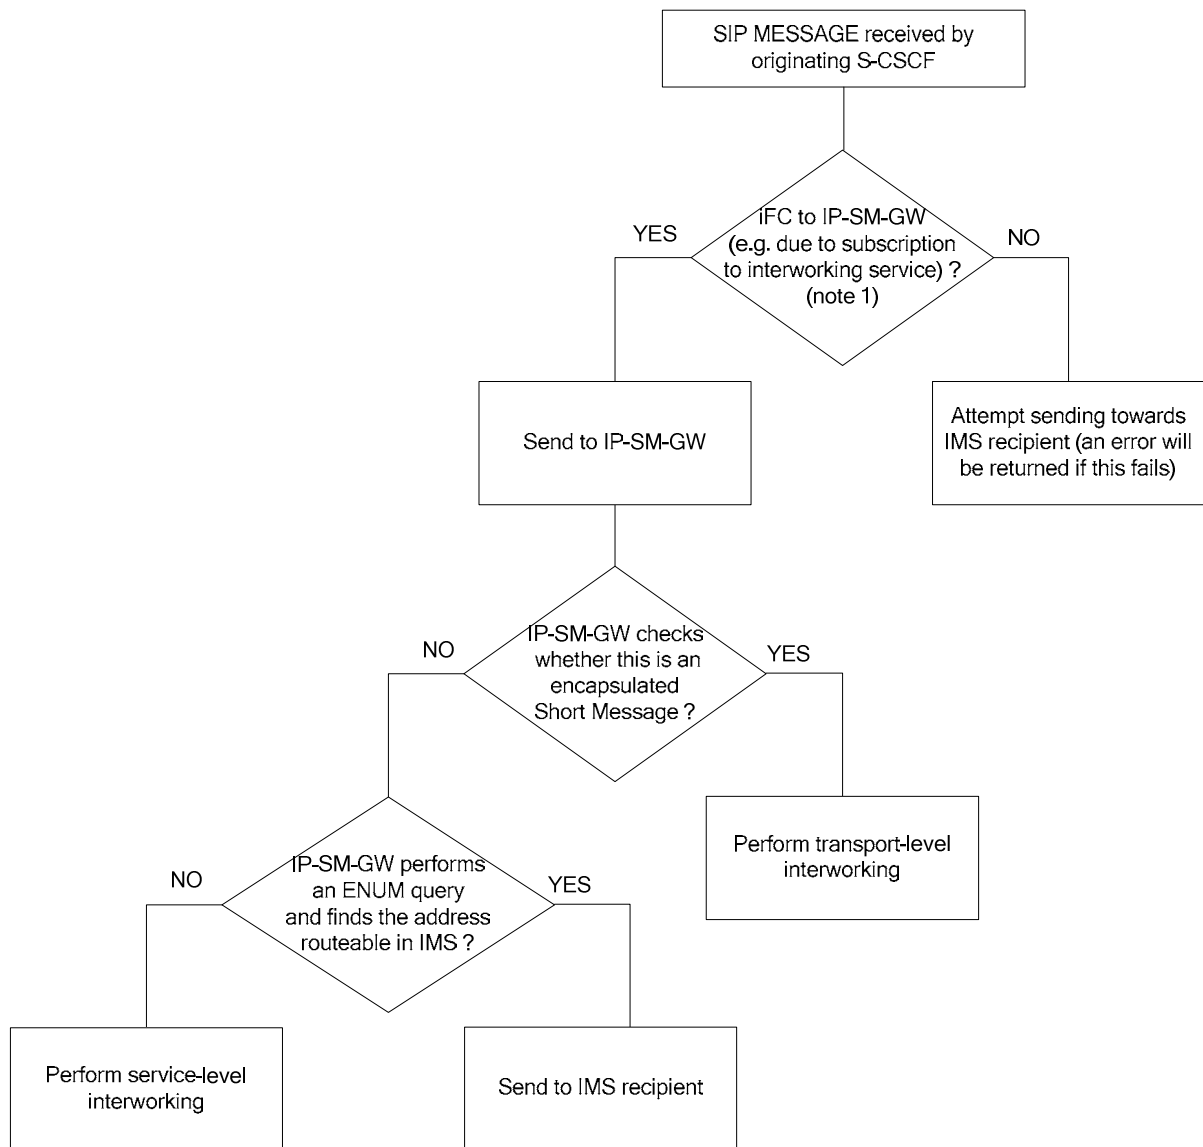 SIP MESSAGE received by
originating S-CSCF
iFC to IP-SM-GW
(e.g. due to subscription
to interworking service) ?
(note 1)
YES
NO
Send to IP-SM-GW
Attempt sending towards
IMS recipient (an error will
be returned if this fails)
IP-SM-GW checks
whether this is an
encapsulated
Short Message ?
NO
YES
Perform transport-level
interworking
IP-SM-GW performs
an ENUM query
and finds the address
routeable in IMS ?
NO
YES
Perform service-level
interworking
Send to IMS recipient